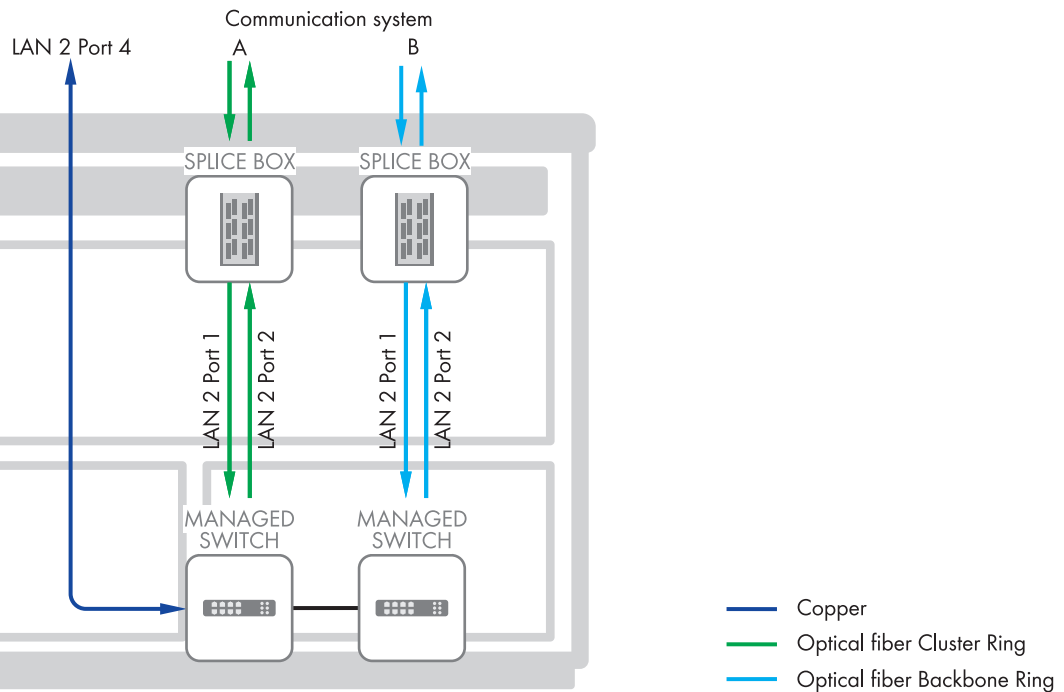 Communication system
LAN 2 Port 4
A
B
SPLICE BOX
SPLICE BOX
LAN 2 Port 1
LAN 2 Port 2
LAN 2 Port 1
LAN 2 Port 2
MANAGED
SWITCH
MANAGED
SWITCH
Copper
Optical fiber Cluster Ring
Optical fiber Backbone Ring